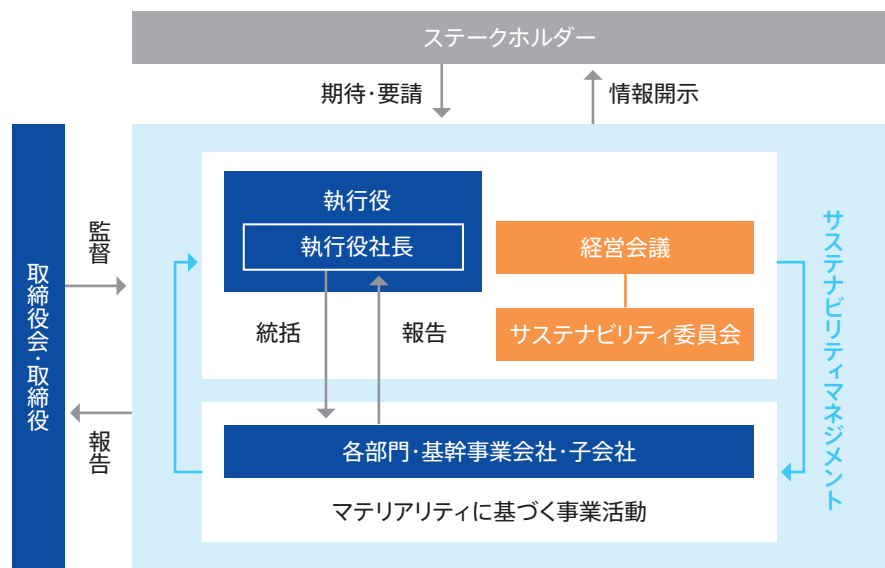 ステークホルダー
期待・要請
情報開示
取締役会・取締役
監督
報告
執行役
執行役社長
経営会議
統括
報告
サステナビリティ委員会
各部門・基幹事業会社・子会社
マテリアリティに基づく事業活動
サステナビリティマネジメント